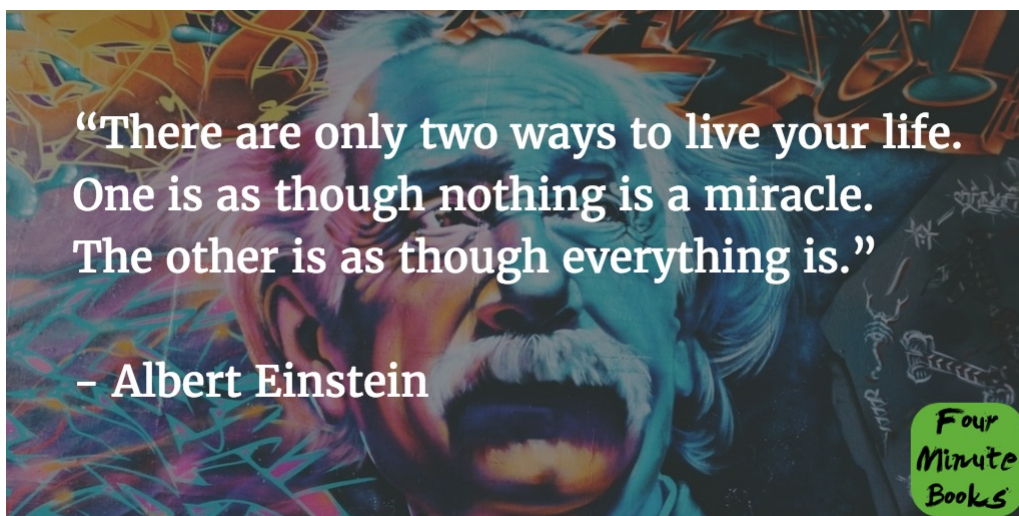 “There are only two ways to live your life.
One is as though nothing is a miracle.
The other is as though everything is.”
– Albert Einstein
Four
Minute
Books